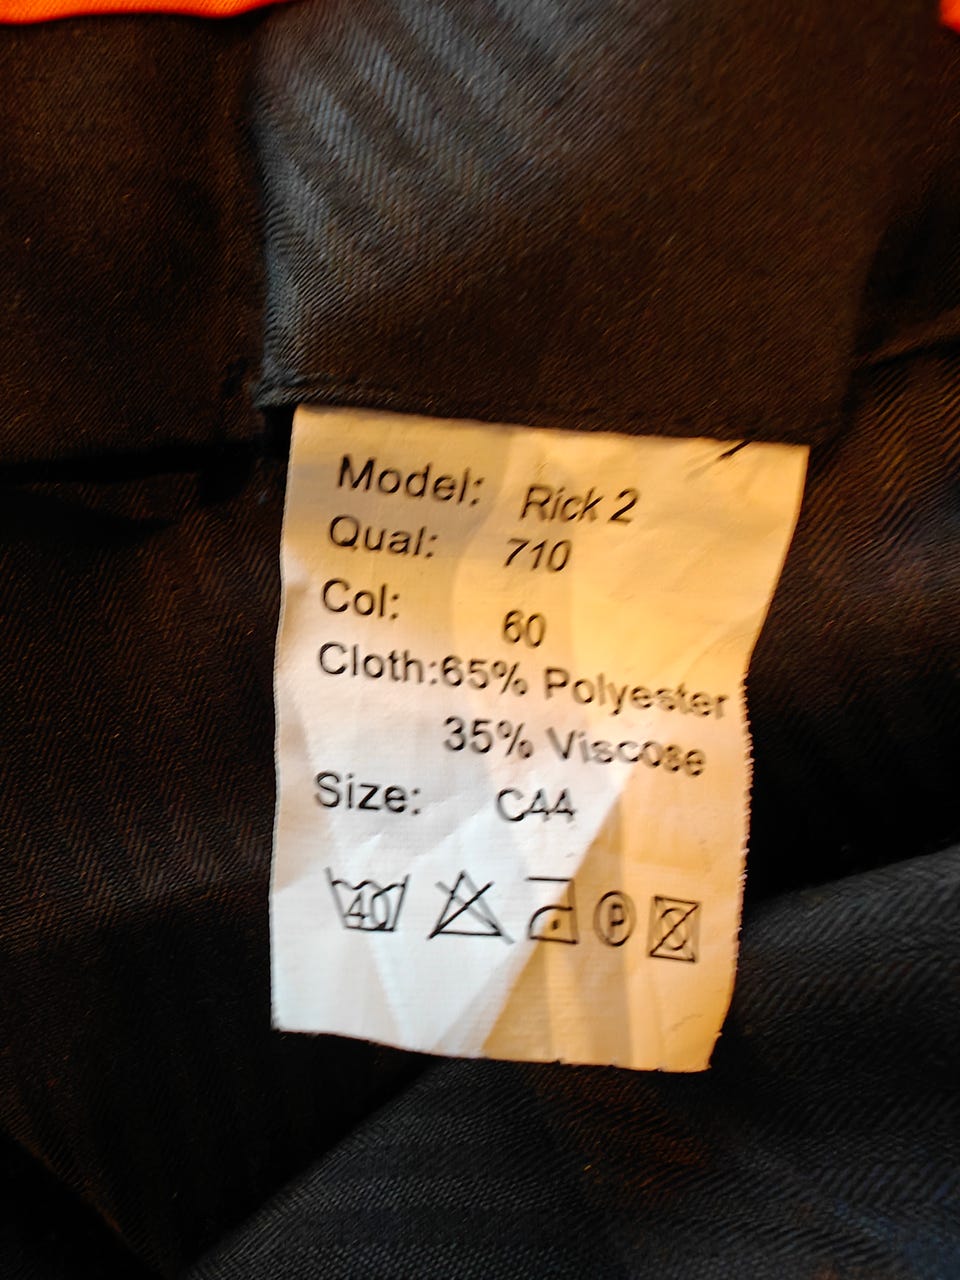 Model: Rick 2
Qual: 710
Col: 60
Cloth:65% Polyester
35% Viscose
Size: C44
40 P